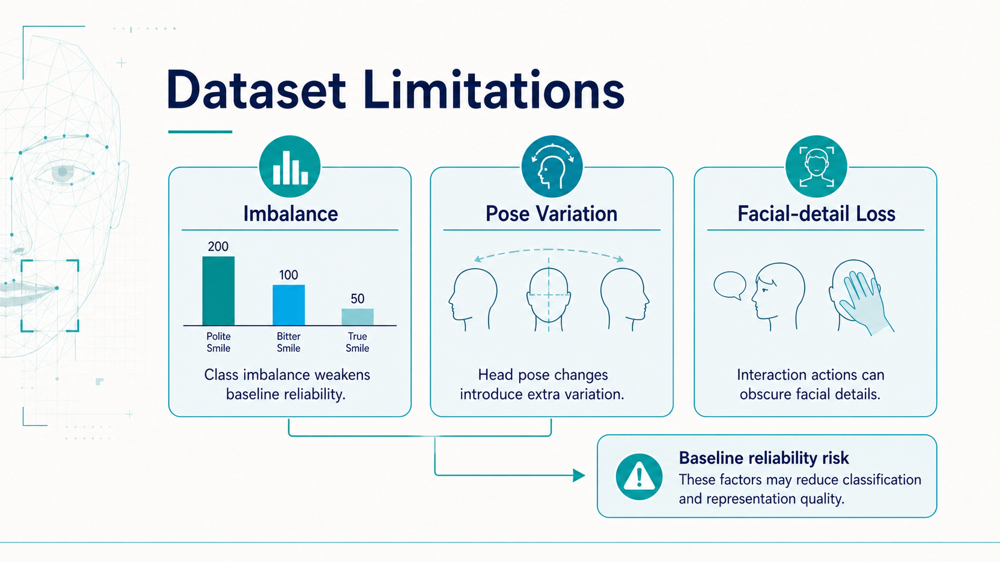 Dataset Limitations
Imbalance
200
100
50
Polite
Smile
Bitter
Smile
True
Smile
Class imbalance weakens
baseline reliability.
Pose Variation
Head pose changes
introduce extra variation.
Facial-detail Loss
Interaction actions can
obscure facial details.
Baseline reliability risk
These factors may reduce classification
and representation quality.